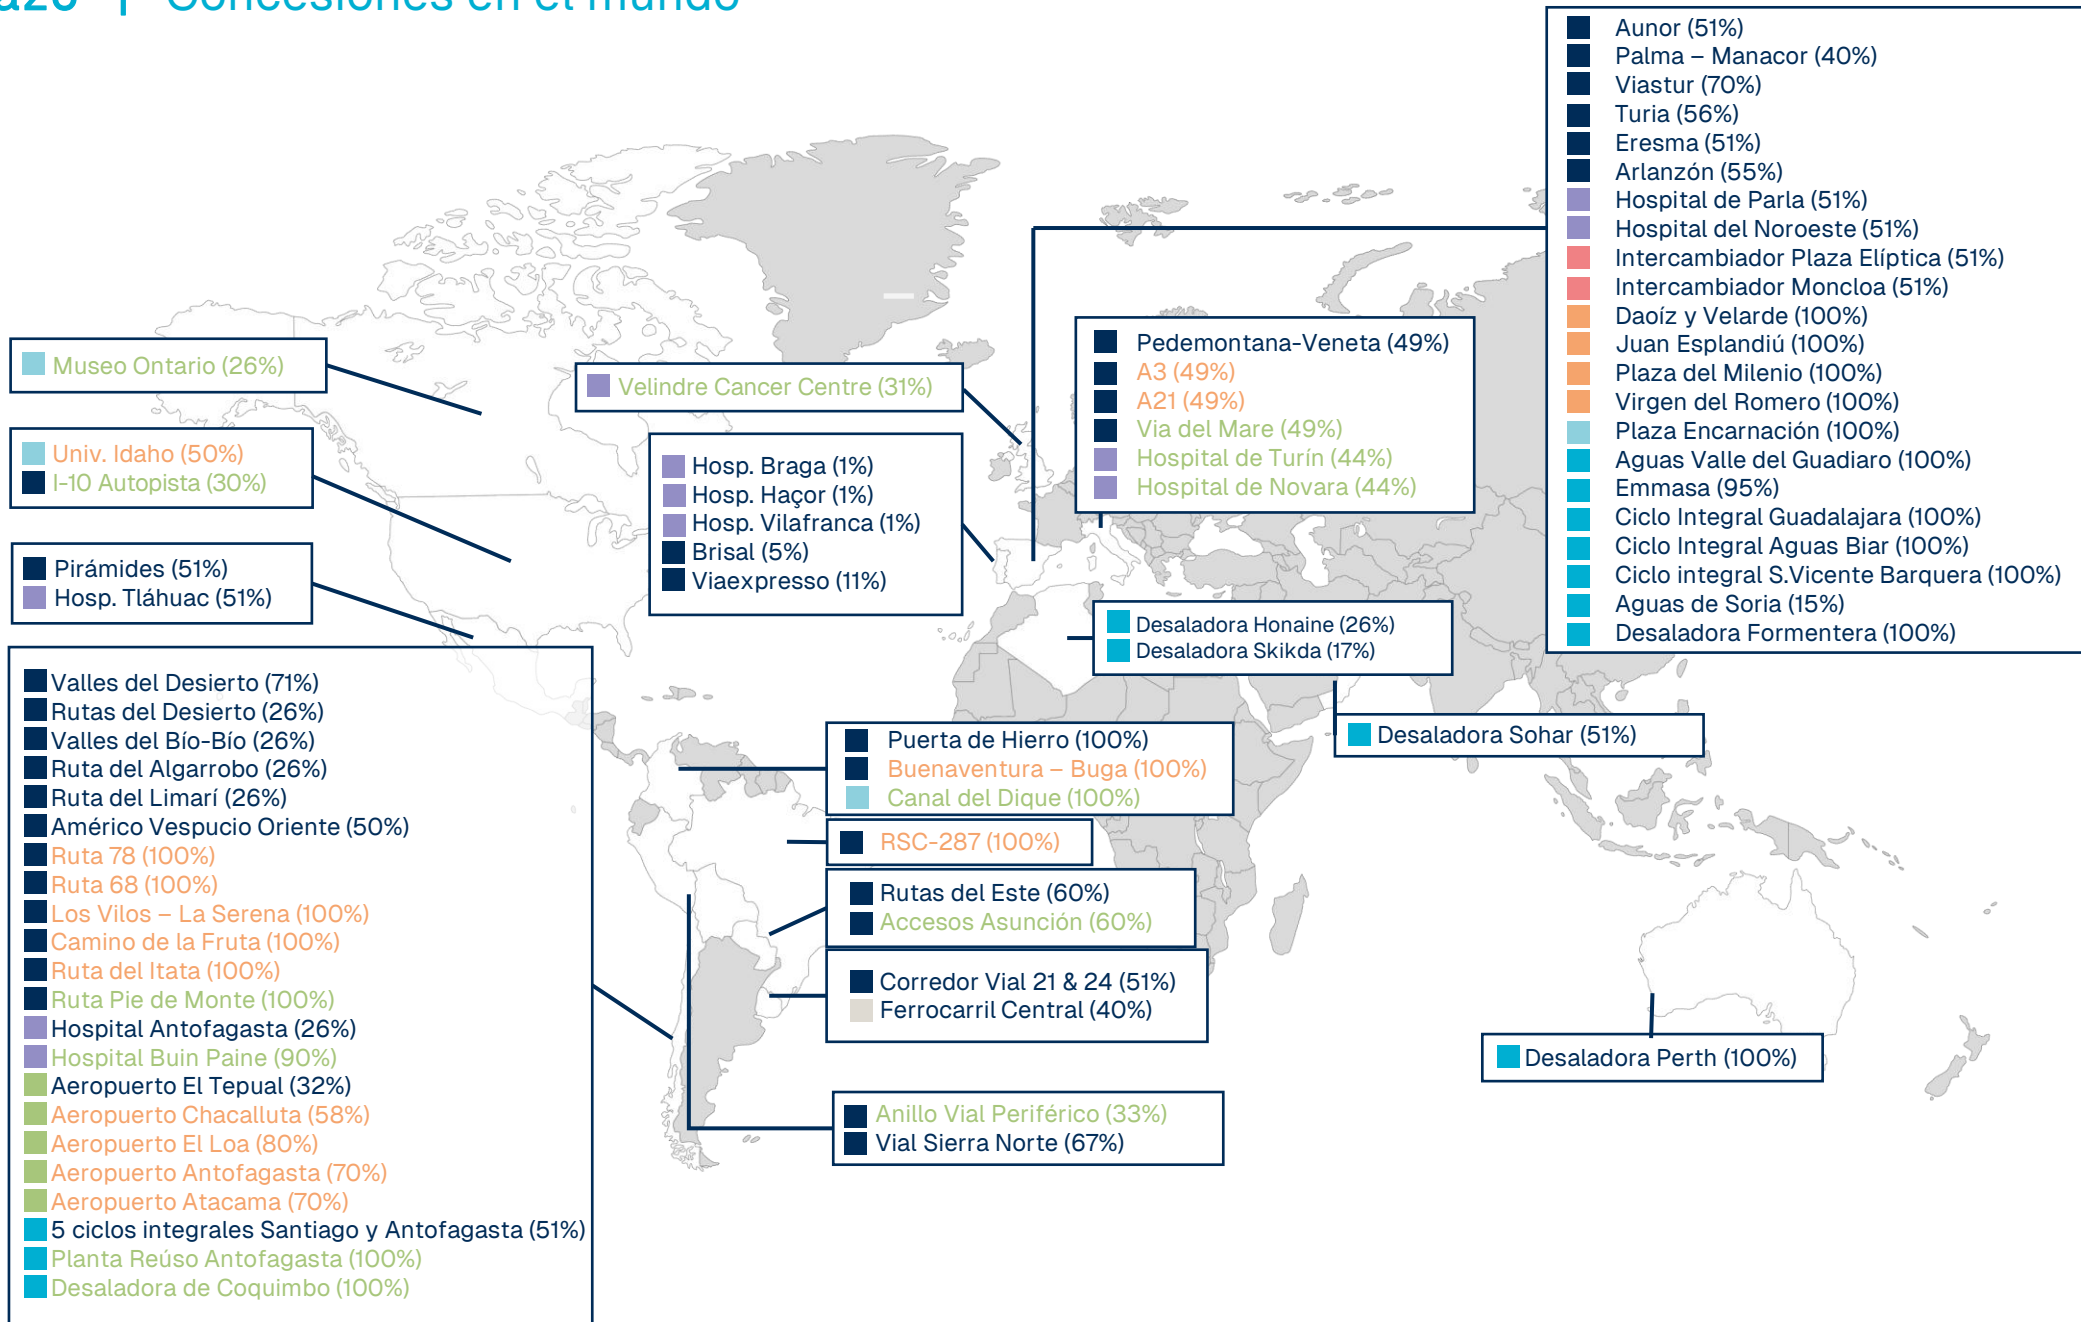 | Concesiones en el mundo
Aunor (51%)
Palma – Manacor (40%)
Viastur (70%)
Turia (56%)
Eresma (51%)
Arlanzón (55%)
Hospital de Parla (51%)
Hospital del Noroeste (51%)
Intercambiador Plaza Elíptica (51%)
Intercambiador Moncloa (51%)
Daoíz y Velarde (100%)
Juan Esplandiú (100%)
Plaza del Milenio (100%)
Virgen del Romero (100%)
Plaza Encarnación (100%)
Aguas Valle del Guadiaro (100%)
Emmasa (95%)
Ciclo Integral Guadalajara (100%)
Ciclo Integral Aguas Biar (100%)
Ciclo integral S.Vicente Barquera (100%)
Aguas de Soria (15%)
Desaladora Formentera (100%)
Museo Ontario (26%)
Velindre Cancer Centre (31%)
Pedemontana-Veneta (49%)
A3 (49%)
A21 (49%)
Via del Mare (49%)
Hospital de Turín (44%)
Hospital de Novara (44%)
Univ. Idaho (50%)
I-10 Autopista (30%)
Hosp. Braga (1%)
Hosp. Haçor (1%)
Hosp. Vilafranca (1%)
Brisal (5%)
Viaexpresso (11%)
Pirámides (51%)
Hosp. Tláhuac (51%)
Desaladora Honaine (26%)
Desaladora Skikda (17%)
Desaladora Sohar (51%)
Valles del Desierto (71%)
Rutas del Desierto (26%)
Valles del Bío-Bío (26%)
Ruta del Algarrobo (26%)
Ruta del Limarí (26%)
Américo Vespucio Oriente (50%)
Ruta 78 (100%)
Ruta 68 (100%)
Los Vilos – La Serena (100%)
Camino de la Fruta (100%)
Ruta del Itata (100%)
Ruta Pie de Monte (100%)
Hospital Antofagasta (26%)
Hospital Buin Paine (90%)
Aeropuerto El Tepual (32%)
Aeropuerto Chacalluta (58%)
Aeropuerto El Loa (80%)
Aeropuerto Antofagasta (70%)
Aeropuerto Atacama (70%)
5 ciclos integrales Santiago y Antofagasta (51%)
Planta Reúso Antofagasta (100%)
Desaladora de Coquimbo (100%)
Puerta de Hierro (100%)
Buenaventura – Buga (100%)
Canal del Dique (100%)
RSC-287 (100%)
Rutas del Este (60%)
Accesos Asunción (60%)
Corredor Vial 21 & 24 (51%)
Ferrocarril Central (40%)
Anillo Vial Periférico (33%)
Vial Sierra Norte (67%)
Desaladora Perth (100%)